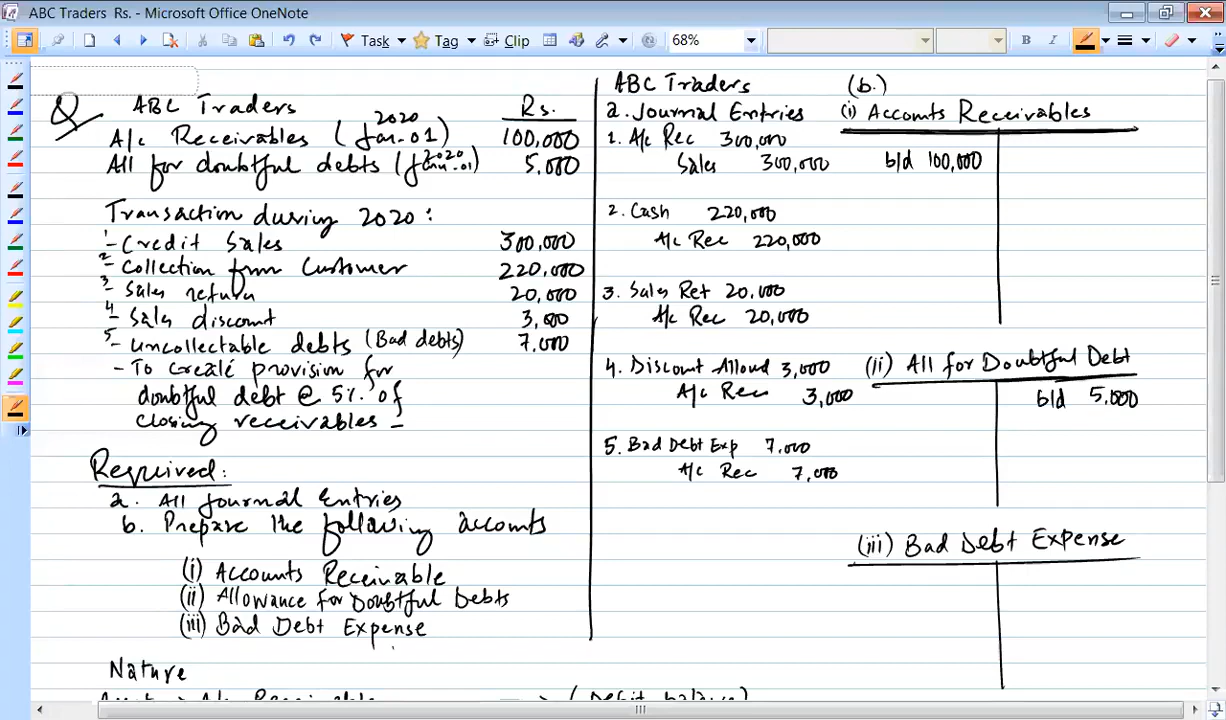 ABC Traders Rs. - Microsoft Office OneNote
Task Tag Clip 68% B I
Q ABC Traders Rs.
A/c Receivables (Jan-01) 2020 100,000
All for doubtful debts (Jan-01) 2020 5,000
Transaction during 2020:
1- Credit Sales 300,000
2- Collection from Customer 220,000
3- Sales return 20,000
4- Sales discount 3,000
5- Uncollectable debts (Bad debts) 7,000
- To create provision for
doubtful debt @ 5% of
closing receivables -
Required:
a. All Journal Entries
b. Prepare the following accounts
(i) Accounts Receivable
(ii) Allowance for Doubtful Debts
(iii) Bad Debt Expense
Nature
ABC Traders
a. Journal Entries
1. A/c Rec 300,000
Sales 300,000
2. Cash 220,000
A/c Rec 220,000
3. Sales Ret 20,000
A/c Rec 20,000
4. Discount Allowd 3,000
A/c Rec 3,000
5. Bad Debt Exp 7,000
A/c Rec 7,000
(b.)
(i) Accounts Receivables
b/d 100,000
(ii) All for Doubtful Debt
b/d 5,000
(iii) Bad Debt Expense
A/c Receivable (Debit balance)